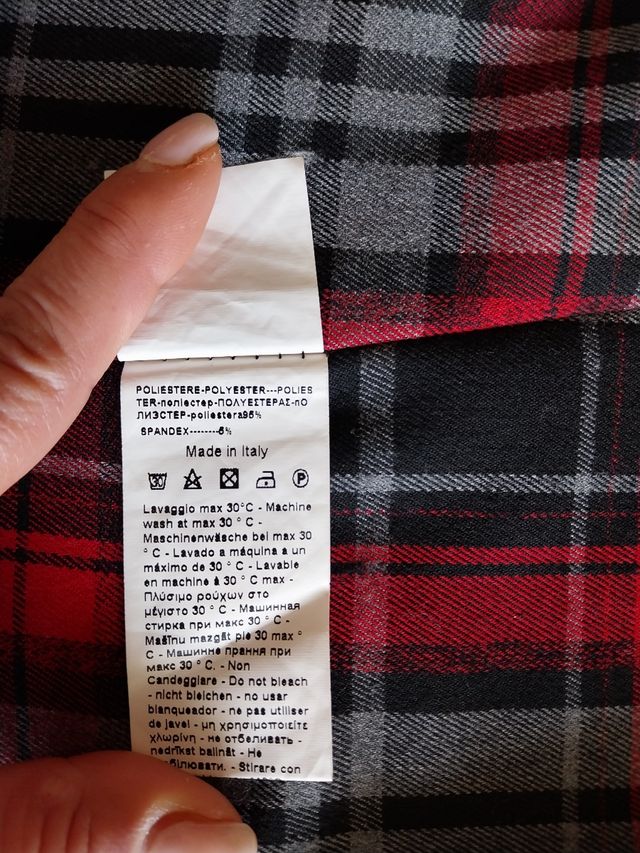 POLIESTERE-POLYESTER---POLIES
TER-поліестер-ΠΟΛΥΕΣΤΕΡΑΣ-пО
ЛИЭСТЕР-poliestera95%
SPANDEX--------5%
Made in Italy
30 P
Lavaggio max 30°C - Machine
wash at max 30 ° C -
Maschinenwäsche bei max 30
° C - Lavado a máquina a un
máximo de 30 ° C - Lavable
en machine à 30 ° C max -
Πλύσιμο ρούχων στο
μέγιστο 30 ° C - Машинная
стирка при макс 30 ° C -
Mašīnu mazgāt pie 30 max °
C - Машинне прання при
макс 30 ° C. - Non
Candeggiare - Do not bleach
- nicht bleichen - no usar
blanqueador - ne pas utiliser
de javel - μη χρησιμοποιείτε
χλωρίνη - не отбеливать -
nedrīkst balināt - Не
відбілювати. - Stirare con